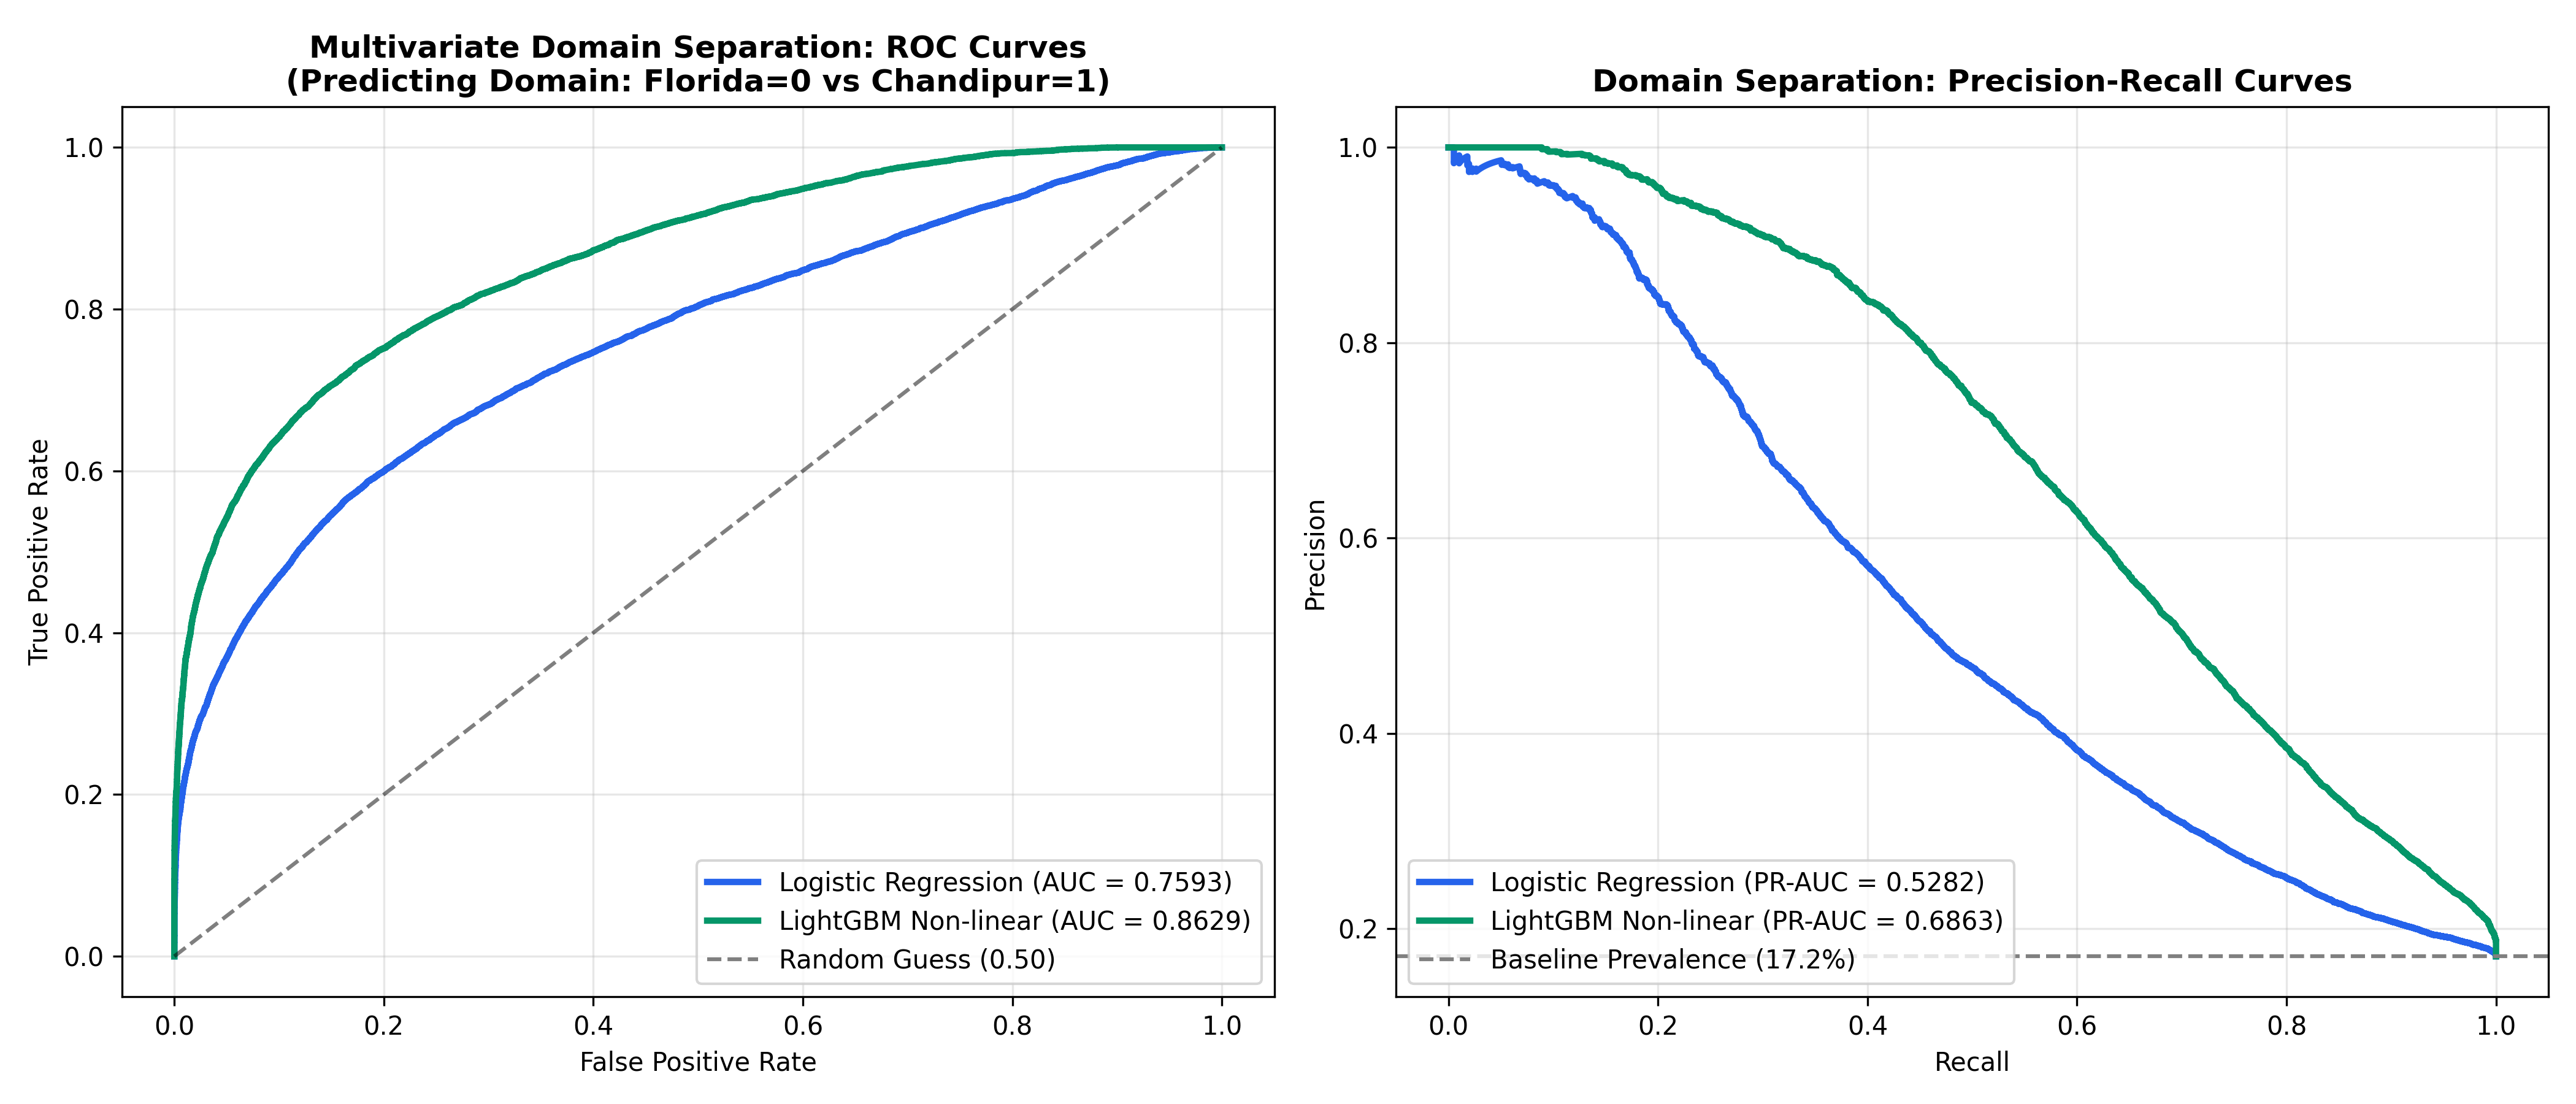 Multivariate Domain Separation: ROC Curves
(Predicting Domain: Florida=0 vs Chandipur=1)
True Positive Rate
1.0
0.8
0.6
0.4
0.2
0.0
Logistic Regression (AUC = 0.7593)
LightGBM Non-linear (AUC = 0.8629)
Random Guess (0.50)
0.0 0.2 0.4 0.6 0.8 1.0
False Positive Rate
Domain Separation: Precision-Recall Curves
Precision
1.0
0.8
0.6
0.4
0.2
Logistic Regression (PR-AUC = 0.5282)
LightGBM Non-linear (PR-AUC = 0.6863)
Baseline Prevalence (17.2%)
0.0 0.2 0.4 0.6 0.8 1.0
Recall